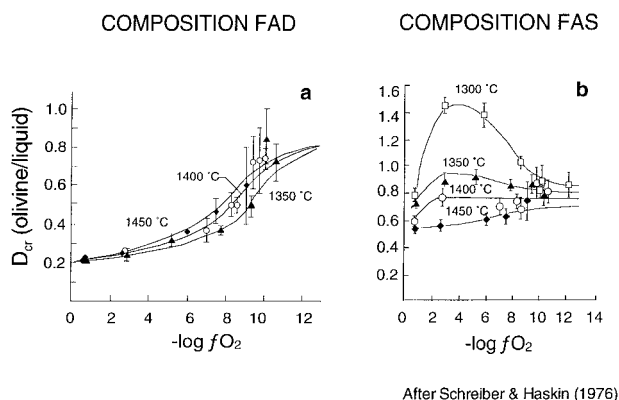 COMPOSITION FAD
COMPOSITION FAS
a
b
D_cr (olivine/liquid)
1.0
0.8
0.6
0.4
0.2
1450 °C
1400 °C
1350 °C
0 2 4 6 8 10 12
-log fO₂
1.6
1.4
1.2
1.0
0.8
0.6
0.4
0.2
1300 °C
1350 °C
1400 °C
1450 °C
0 2 4 6 8 10 12 14
-log fO₂
After Schreiber & Haskin (1976)